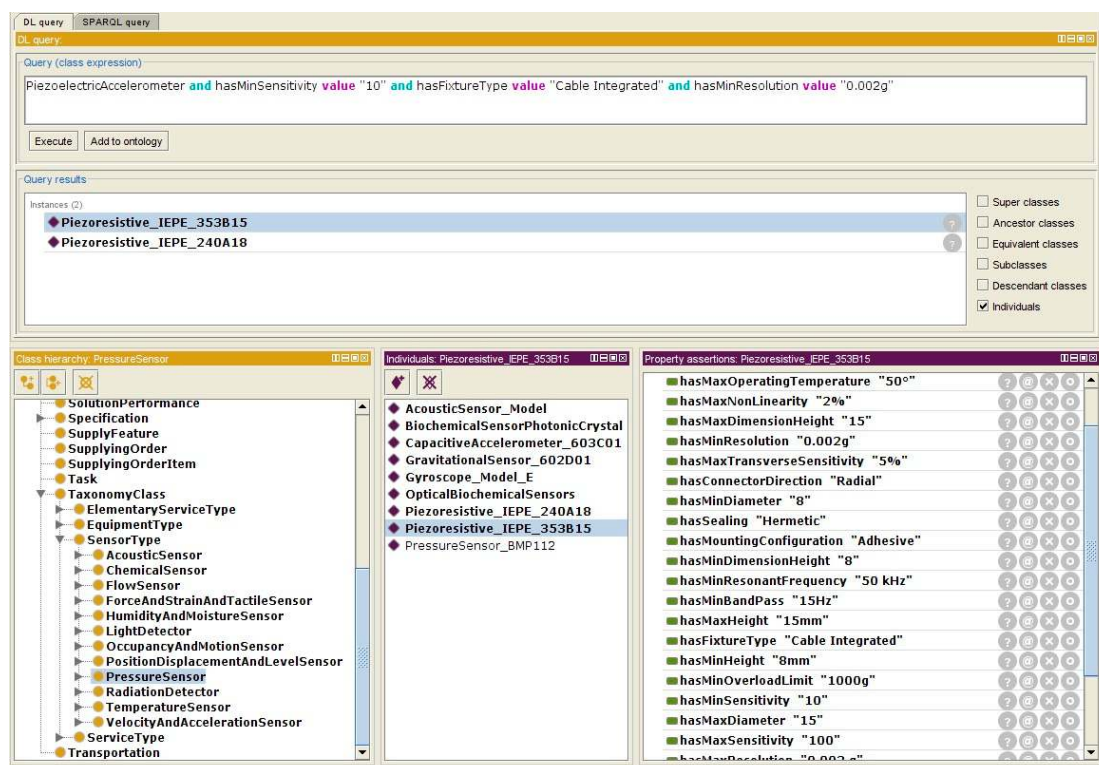 DL query SPARQL query
DL query:
Query (class expression)
PiezoelectricAccelerometer and hasMinSensitivity value "10" and hasFixtureType value "Cable Integrated" and hasMinResolution value "0.002g"
Execute Add to ontology
Query results
Instances (2)
Piezoresistive_IEPE_353B15
Piezoresistive_IEPE_240A18
Super classes
Ancestor classes
Equivalent classes
Subclasses
Descendant classes
Individuals
Class hierarchy: PressureSensor
SolutionPerformance
Specification
SupplyFeature
SupplyingOrder
SupplyingOrderItem
Task
TaxonomyClass
ElementaryServiceType
EquipmentType
SensorType
AcousticSensor
ChemicalSensor
FlowSensor
ForceAndStrainAndTactileSensor
HumidityAndMoistureSensor
LightDetector
OccupancyAndMotionSensor
PositionDisplacementAndLevelSensor
PressureSensor
RadiationDetector
TemperatureSensor
VelocityAndAccelerationSensor
ServiceType
Transportation
Individuals: Piezoresistive_IEPE_353B15
AcousticSensor_Model
BiochemicalSensorPhotonicCrystal
CapacitiveAccelerometer_603C01
GravitationalSensor_602D01
Gyroscope_Model_E
OpticalBiochemicalSensors
Piezoresistive_IEPE_240A18
Piezoresistive_IEPE_353B15
PressureSensor_BMP112
Property assertions: Piezoresistive_IEPE_353B15
hasMaxOperatingTemperature "50°"
hasMaxNonLinearity "2%"
hasMaxDimensionHeight "15"
hasMinResolution "0.002g"
hasMaxTransverseSensitivity "5%"
hasConnectorDirection "Radial"
hasMinDiameter "8"
hasSealing "Hermetic"
hasMountingConfiguration "Adhesive"
hasMinDimensionHeight "8"
hasMinResonantFrequency "50 kHz"
hasMinBandPass "15Hz"
hasMaxHeight "15mm"
hasFixtureType "Cable Integrated"
hasMinHeight "8mm"
hasMinOverloadLimit "1000g"
hasMinSensitivity "10"
hasMaxDiameter "15"
hasMaxSensitivity "100"
hasMaxResolution "0.002 g"